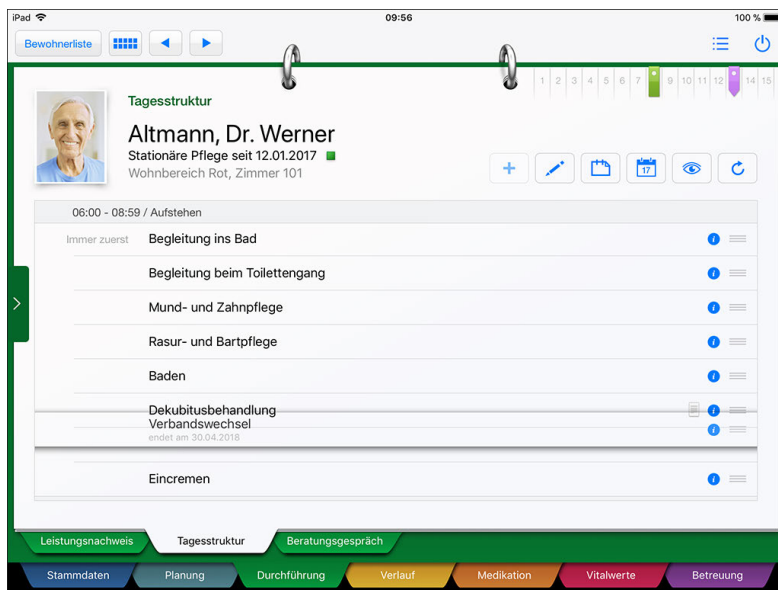 iPad 09:56 100 %
Bewohnerliste
1 2 3 4 5 6 7 9 10 11 12 14 15
Tagesstruktur
Altmann, Dr. Werner
Stationäre Pflege seit 12.01.2017
Wohnbereich Rot, Zimmer 101
17
06:00 - 08:59 / Aufstehen
Immer zuerst Begleitung ins Bad
Begleitung beim Toilettengang
Mund- und Zahnpflege
Rasur- und Bartpflege
Baden
Dekubitusbehandlung
Verbandswechsel
endet am 30.04.2018
Eincremen
Leistungsnachweis Tagesstruktur Beratungsgespräch
Stammdaten Planung Durchführung Verlauf Medikation Vitalwerte Betreuung